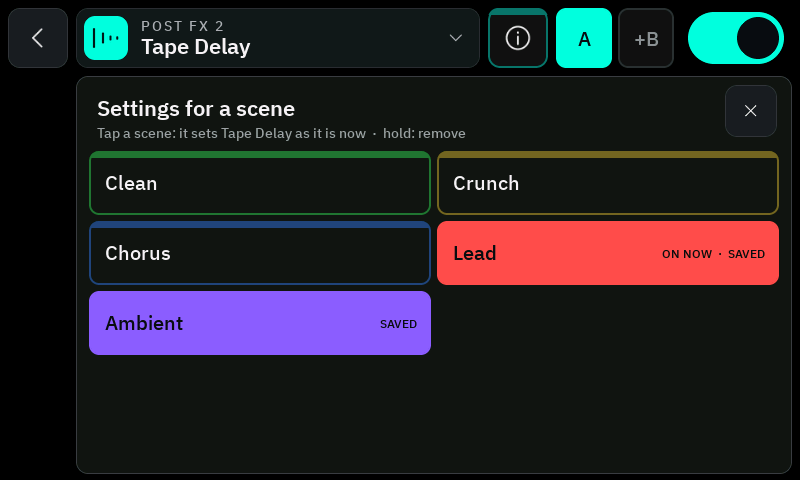 POST FX 2
Tape Delay
A
+B
Settings for a scene
Tap a scene: it sets Tape Delay as it is now · hold: remove
Clean
Crunch
Chorus
Lead
ON NOW · SAVED
Ambient
SAVED